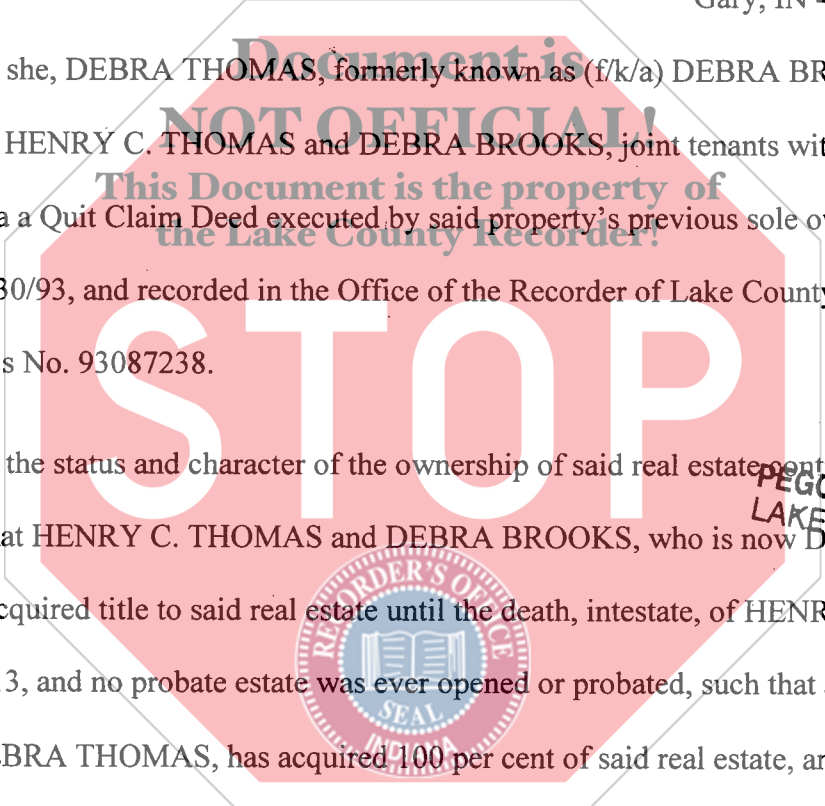 Gary, IN
she, DEBRA THOMAS, formerly known as (f/k/a) DEBRA BR
HENRY C. THOMAS and DEBRA BROOKS, joint tenants wit
a a Quit Claim Deed executed by said property's previous sole ow
30/93, and recorded in the Office of the Recorder of Lake County
s No. 93087238.
the status and character of the ownership of said real estate cont
at HENRY C. THOMAS and DEBRA BROOKS, who is now D
cquired title to said real estate until the death, intestate, of HENR
3, and no probate estate was ever opened or probated, such that
BRA THOMAS, has acquired 100 per cent of said real estate, an
Document is
NOT OFFICIAL!
This Document is the property of
the Lake County Recorder!
STOP
PEGG
LAKE
RECORDER'S OFFICE
SEAL
INDIANA